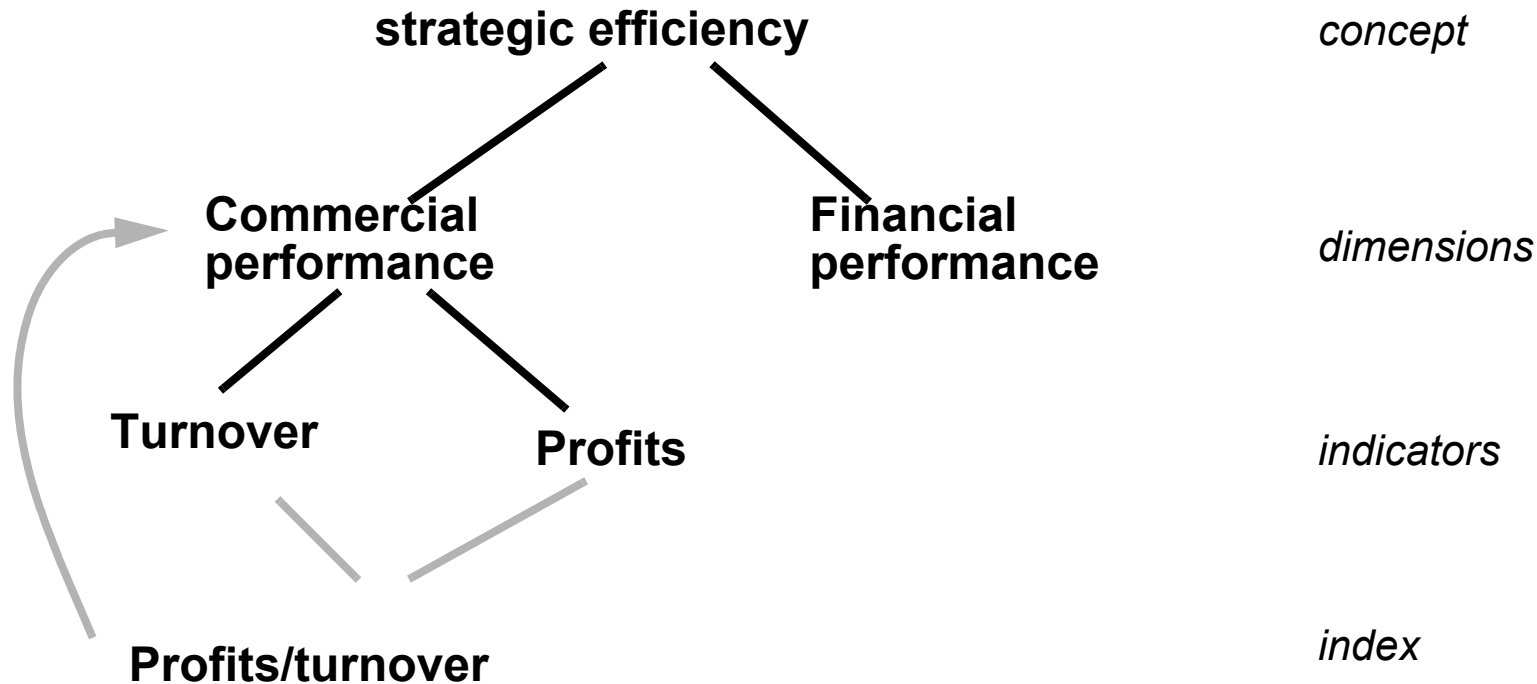 strategic efficiency
concept
Commercial
performance
Financial
performance
dimensions
Turnover
Profits
indicators
Profits/turnover
index